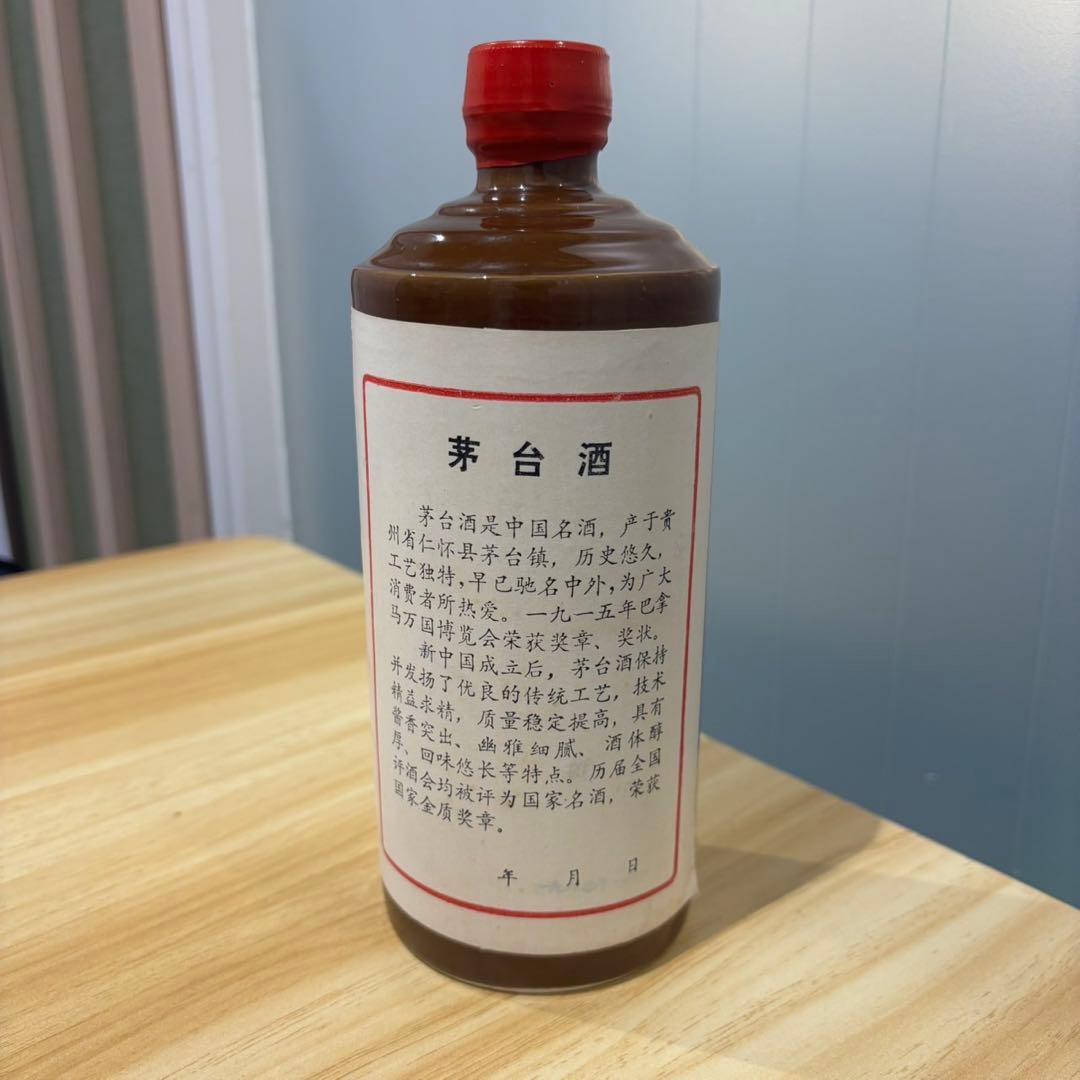 茅台酒
茅台酒是中国名酒，产于贵
州省仁怀县茅台镇，历史悠久，
工艺独特，早已驰名中外，为广大
消费者所热爱。一九一五年巴拿
马万国博览会荣获奖章、奖状。
新中国成立后，茅台酒保持
并发扬了优良的传统工艺，技术
精益求精，质量稳定提高，具有
酱香突出、幽雅细腻、酒体醇
厚、回味悠长等特点。历届全国
评酒会均被评为国家名酒，荣获
国家金质奖章。
年 月 日